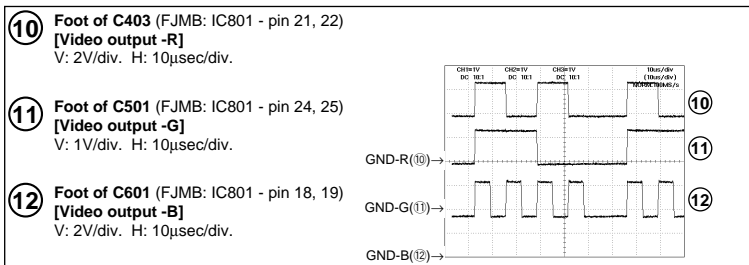 10 Foot of C403 (FJMB: IC801 - pin 21, 22)
[Video output -R]
V: 2V/div. H: 10μsec/div.
11 Foot of C501 (FJMB: IC801 - pin 24, 25)
[Video output -G]
V: 1V/div. H: 10μsec/div.
12 Foot of C601 (FJMB: IC801 - pin 18, 19)
[Video output -B]
V: 2V/div. H: 10μsec/div.
CH1=1V CH2=1V CH3=1V 10us/div
DC 10:1 DC 10:1 DC 10:1 (10us/div)
NORM:100MS/s
10
11
GND-R(⑩)→
12
GND-G(⑪)→
GND-B(⑫)→